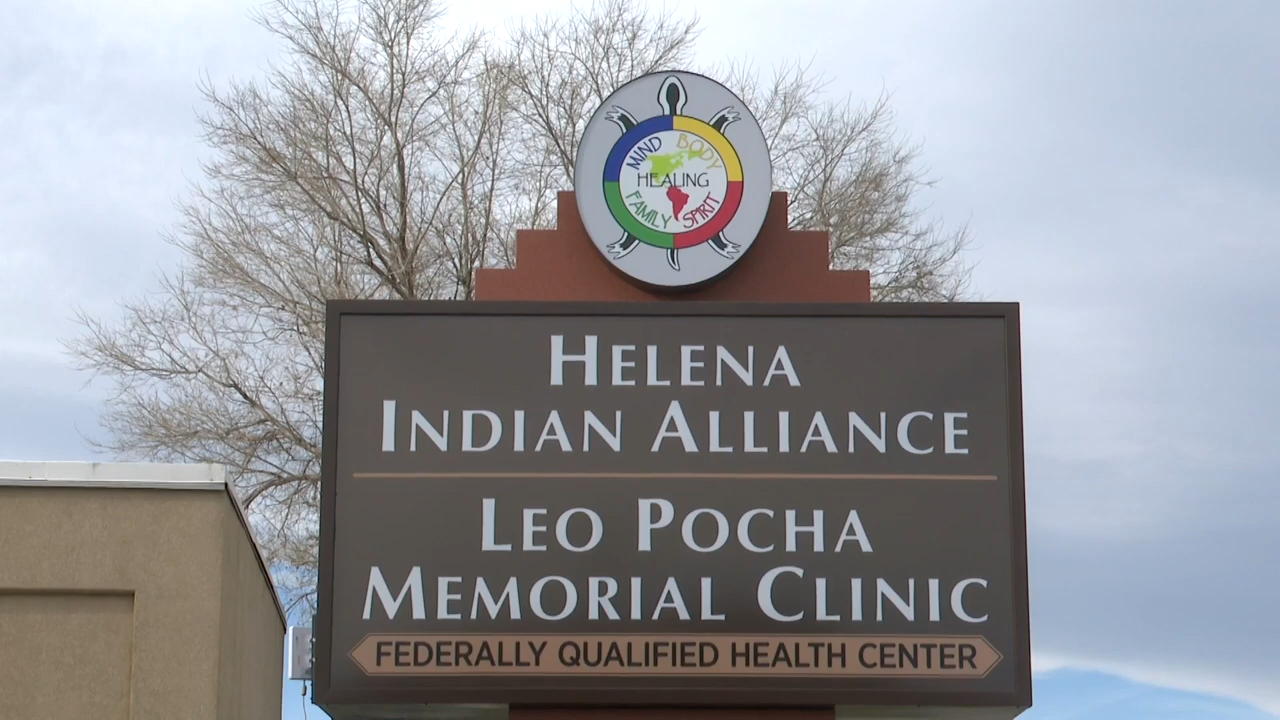 MIND BODY
HEALING
FAMILY SPIRIT
HELENA
INDIAN ALLIANCE
LEO POCHA
MEMORIAL CLINIC
FEDERALLY QUALIFIED HEALTH CENTER